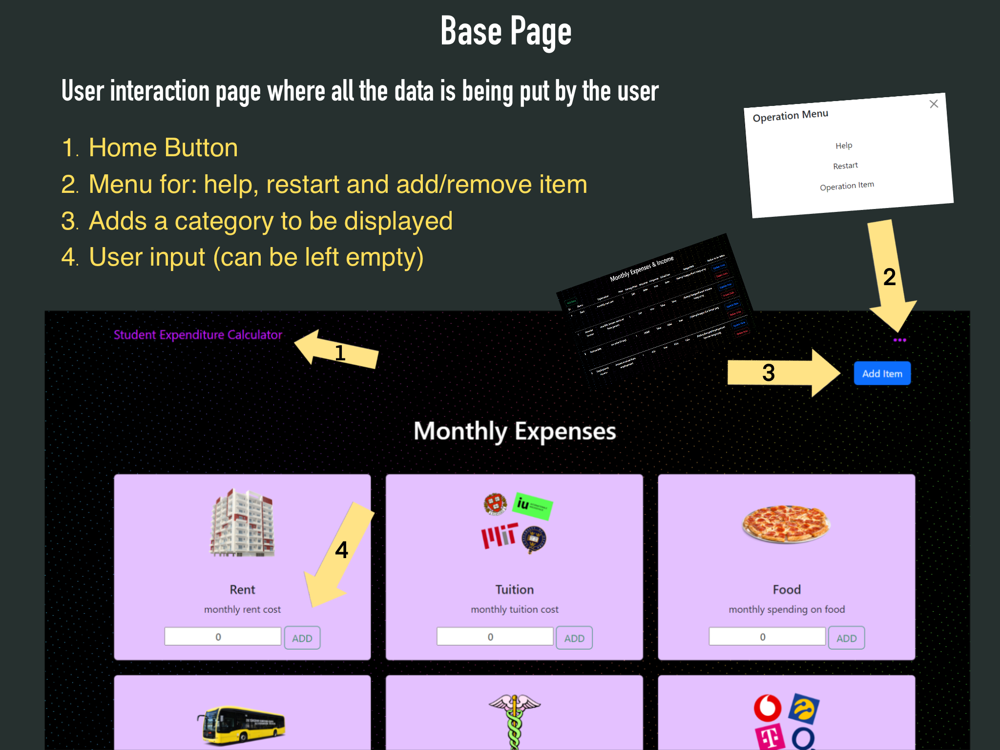 Base Page
User interaction page where all the data is being put by the user
1. Home Button
2. Menu for: help, restart and add/remove item
3. Adds a category to be displayed
4. User input (can be left empty)
Operation Menu
Help
Restart
Operation Item
2
Monthly Expenses & Income
Student Expenditure Calculator
1
3
Add Item
Monthly Expenses
iu
MiT
4
Rent
monthly rent cost
0 ADD
Tuition
monthly tuition cost
0 ADD
Food
monthly spending on food
0 ADD
T